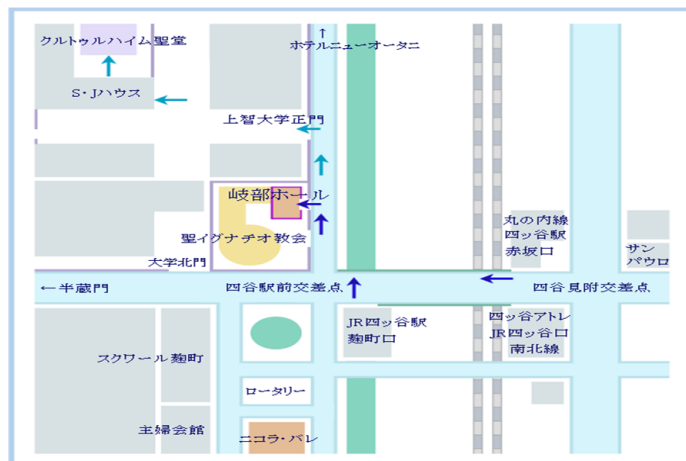 クルトゥルハイム聖堂
↑
ホテルニューオータニ
S・Jハウス
上智大学正門
岐部ホール
聖イグナチオ教会
大学北門
丸の内線
四ッ谷駅
赤坂口
サン
パウロ
←半蔵門
四谷駅前交差点
四谷見附交差点
JR四ッ谷駅
麹町口
四ッ谷アトレ
JR四ッ谷口
南北線
スクワール麹町
ロータリー
主婦会館
ニコラ・バレ